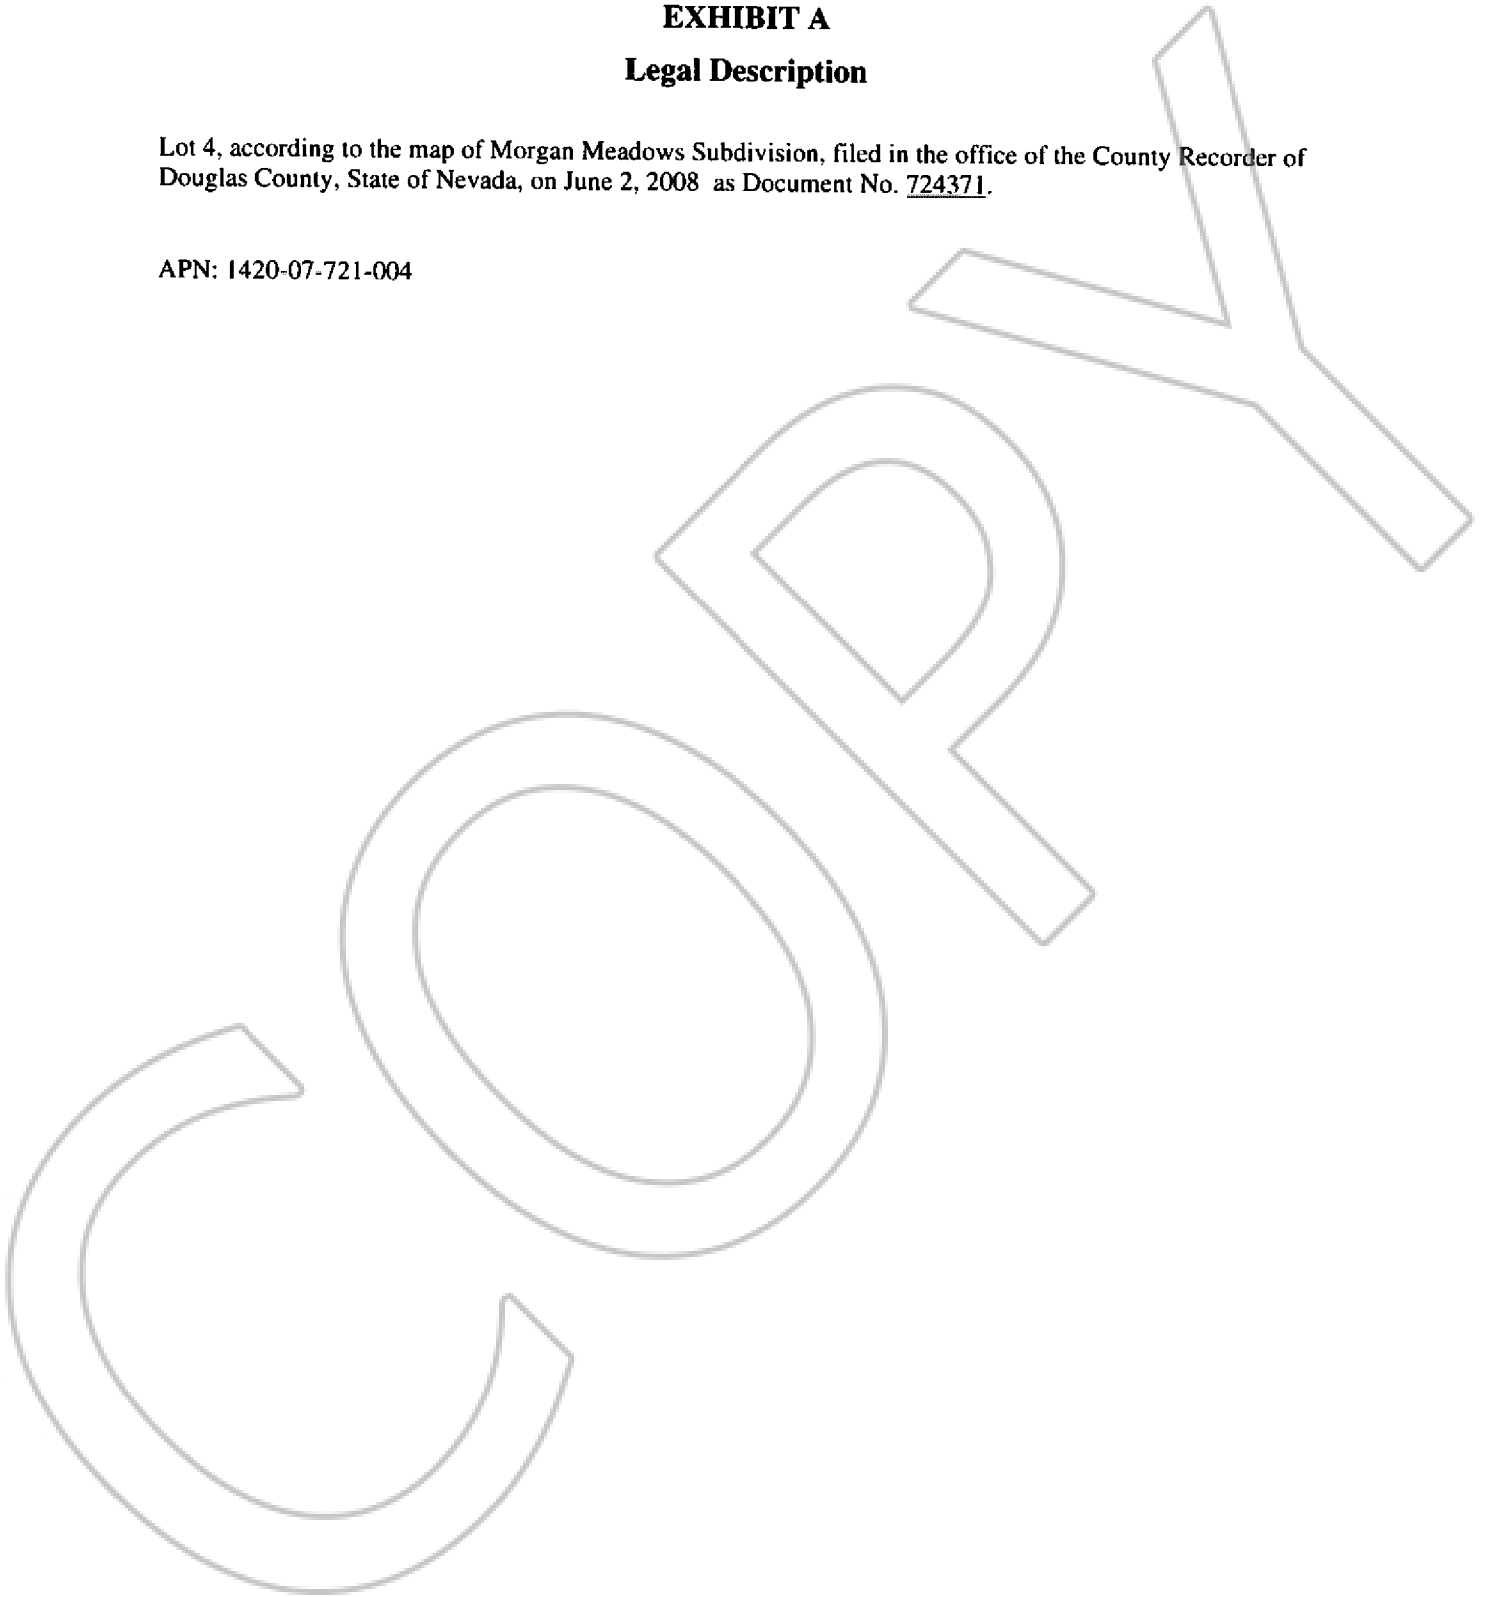 EXHIBIT A
Legal Description
Lot 4, according to the map of Morgan Meadows Subdivision, filed in the office of the County Recorder of
Douglas County, State of Nevada, on June 2, 2008 as Document No. 724371.
APN: 1420-07-721-004
COPY